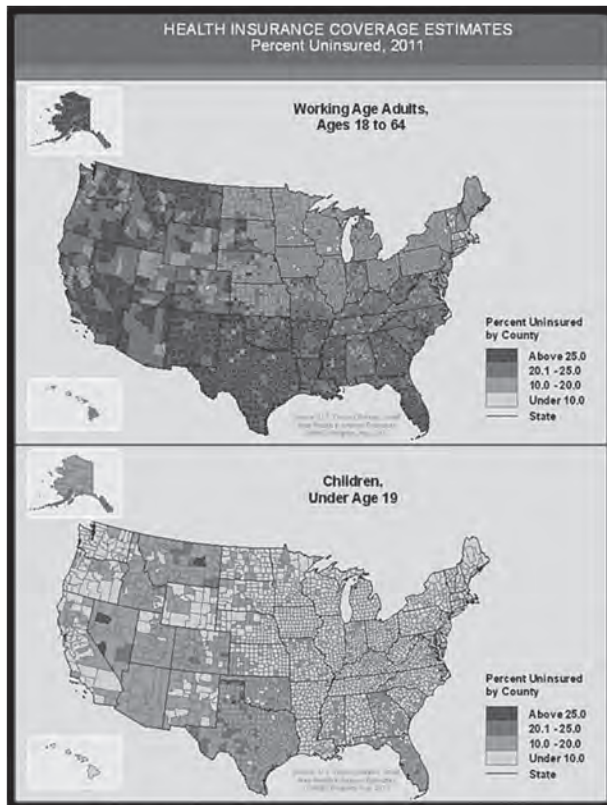 HEALTH INSURANCE COVERAGE ESTIMATES
Percent Uninsured, 2011
Working Age Adults,
Ages 18 to 64
Percent Uninsured
by County
Above 25.0
20.1 - 25.0
10.0 - 20.0
Under 10.0
State
Children,
Under Age 19
Percent Uninsured
by County
Above 25.0
20.1 - 25.0
10.0 - 20.0
Under 10.0
State